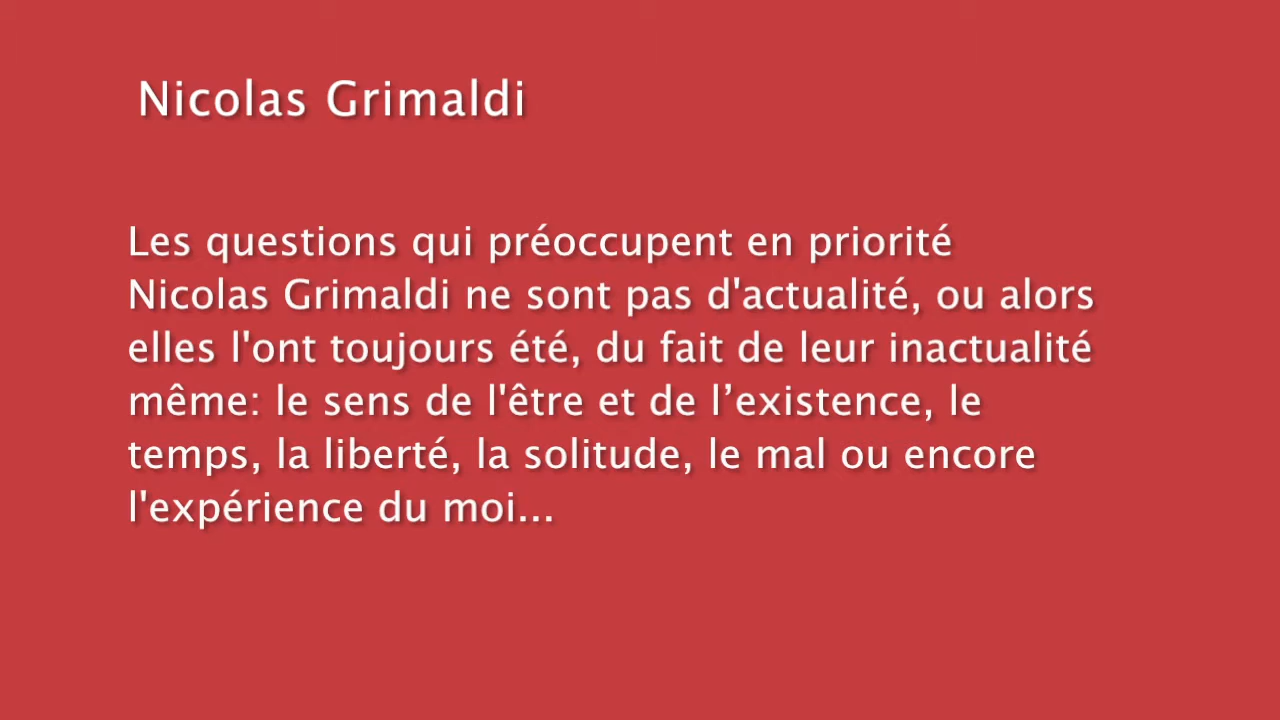 Nicolas Grimaldi
Les questions qui préoccupent en priorité
Nicolas Grimaldi ne sont pas d'actualité, ou alors
elles l'ont toujours été, du fait de leur inactualité
même: le sens de l'être et de l’existence, le
temps, la liberté, la solitude, le mal ou encore
l'expérience du moi...